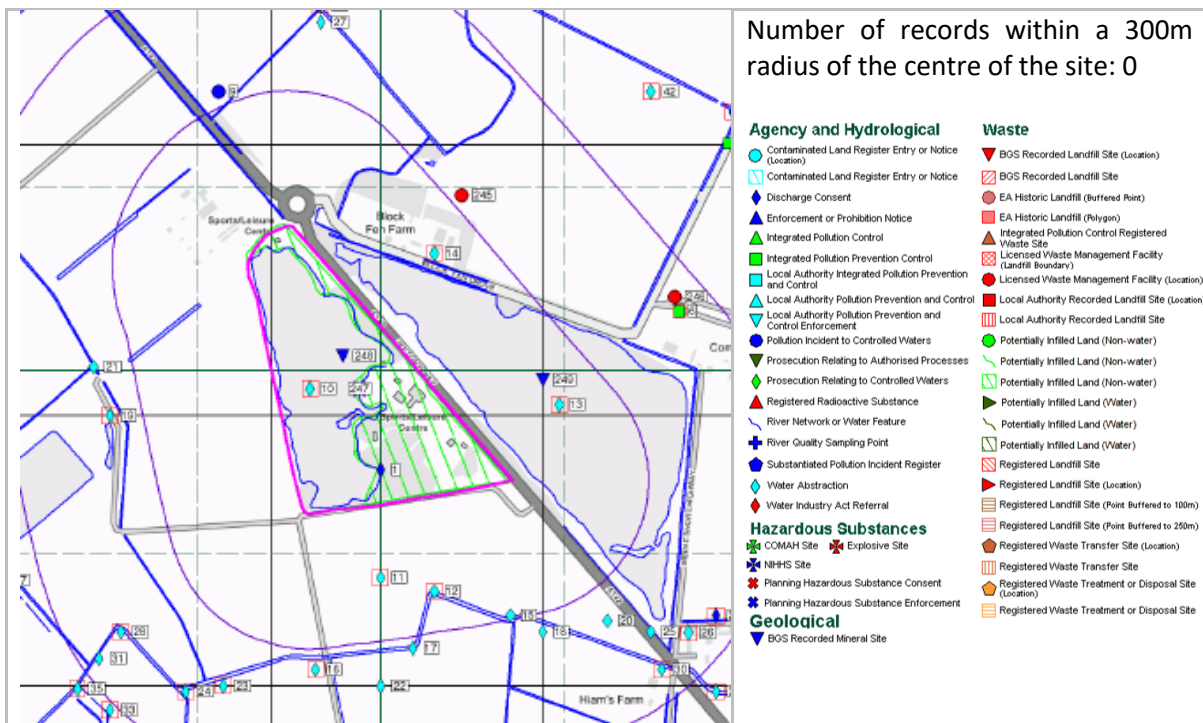 Number of records within a 300m
radius of the centre of the site: 0
Agency and Hydrological
Contaminated Land Register Entry or Notice
(Location)
Contaminated Land Register Entry or Notice
Discharge Consent
Enforcement or Prohibition Notice
Integrated Pollution Control
Integrated Pollution Prevention Control
Local Authority Integrated Pollution Prevention
and Control
Local Authority Pollution Prevention and Control
Local Authority Pollution Prevention and
Control Enforcement
Pollution Incident to Controlled Waters
Prosecution Relating to Authorised Processes
Prosecution Relating to Controlled Waters
Registered Radioactive Substance
River Network or Water Feature
River Quality Sampling Point
Substantiated Pollution Incident Register
Water Abstraction
Water Industry Act Referral
Hazardous Substances
COMAH Site
Explosive Site
NIHHS Site
Planning Hazardous Substance Consent
Planning Hazardous Substance Enforcement
Geological
BGS Recorded Mineral Site
Waste
BGS Recorded Landfill Site (Location)
BGS Recorded Landfill Site
EA Historic Landfill (Buffered Point)
EA Historic Landfill (Polygon)
Integrated Pollution Control Registered
Waste Site
Licensed Waste Management Facility
(Landfill Boundary)
Licensed Waste Management Facility (Location)
Local Authority Recorded Landfill Site (Location)
Local Authority Recorded Landfill Site
Potentially Infilled Land (Non-water)
Potentially Infilled Land (Non-water)
Potentially Infilled Land (Non-water)
Potentially Infilled Land (Water)
Potentially Infilled Land (Water)
Potentially Infilled Land (Water)
Registered Landfill Site
Registered Landfill Site (Location)
Registered Landfill Site (Point Buffered to 100m)
Registered Landfill Site (Point Buffered to 250m)
Registered Waste Transfer Site (Location)
Registered Waste Transfer Site
Registered Waste Treatment or Disposal Site
(Location)
Registered Waste Treatment or Disposal Site
27
9
42
245
Sports/Leisure
Centre
Block
Fen Farm
14
246
248
21
10
247
249
13
19
Sports/Leisure
Centre
1
11
12
15
18
20
25
26
28
31
17
16
30
35
24
23
22
33
Hiam's Farm